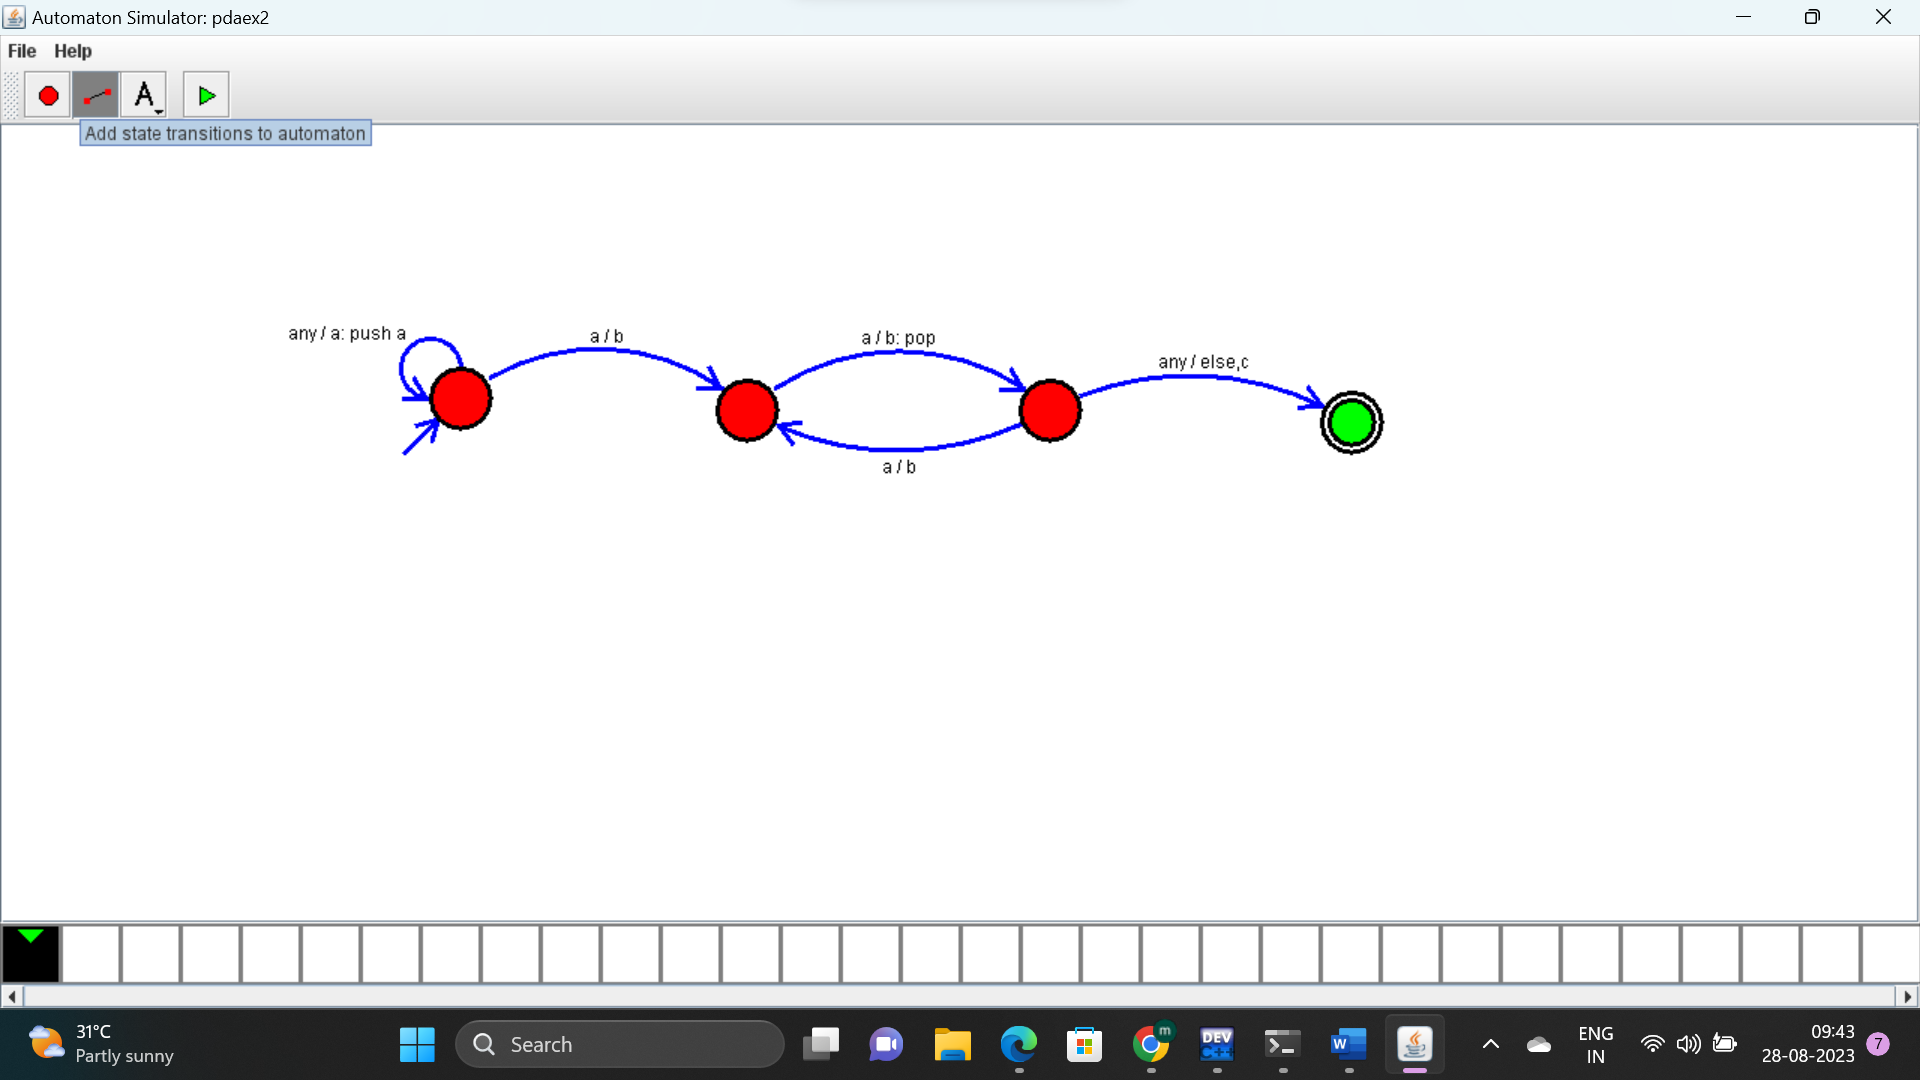 Automaton Simulator: pdaex2
File Help
A
Add state transitions to automaton
any / a: push a
a / b
a / b: pop
any / else,c
a / b
31°C
Partly sunny
Search
m
DEV
C++
W
ENG
IN
09:43
28-08-2023
7